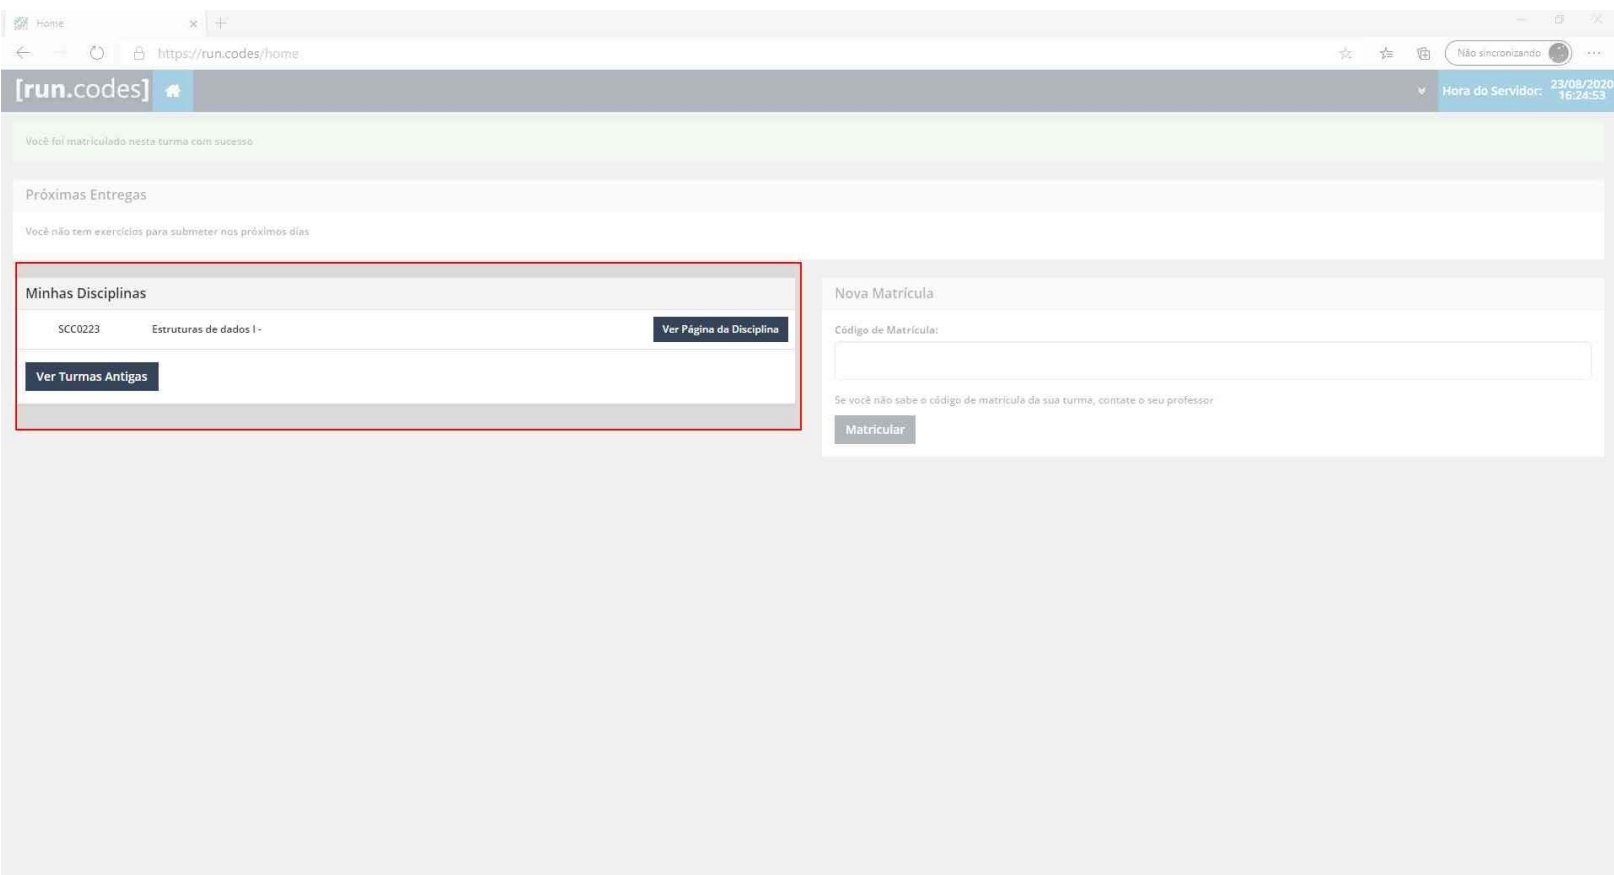 Home
https://run.codes/home
Não sincronizando
[run.codes]
Hora do Servidor: 23/08/2020 16:24:53
Você foi matriculado nesta turma com sucesso
Próximas Entregas
Você não tem exercícios para submeter nos próximos dias
Minhas Disciplinas
SCC0223 Estruturas de dados I -
Ver Página da Disciplina
Ver Turmas Antigas
Nova Matrícula
Código de Matrícula:
Se você não sabe o código de matrícula da sua turma, contate o seu professor
Matricular